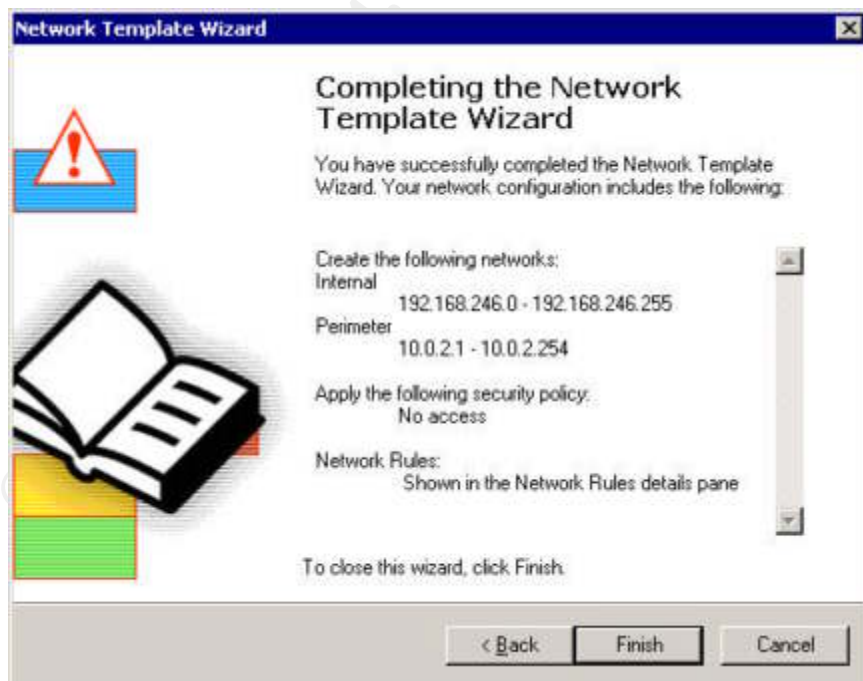 Network Template Wizard
Completing the Network
Template Wizard
You have successfully completed the Network Template
Wizard. Your network configuration includes the following:
Create the following networks:
Internal
192.168.246.0 - 192.168.246.255
Perimeter
10.0.2.1 - 10.0.2.254
Apply the following security policy:
No access
Network Rules:
Shown in the Network Rules details pane
To close this wizard, click Finish.
< Back
Finish
Cancel